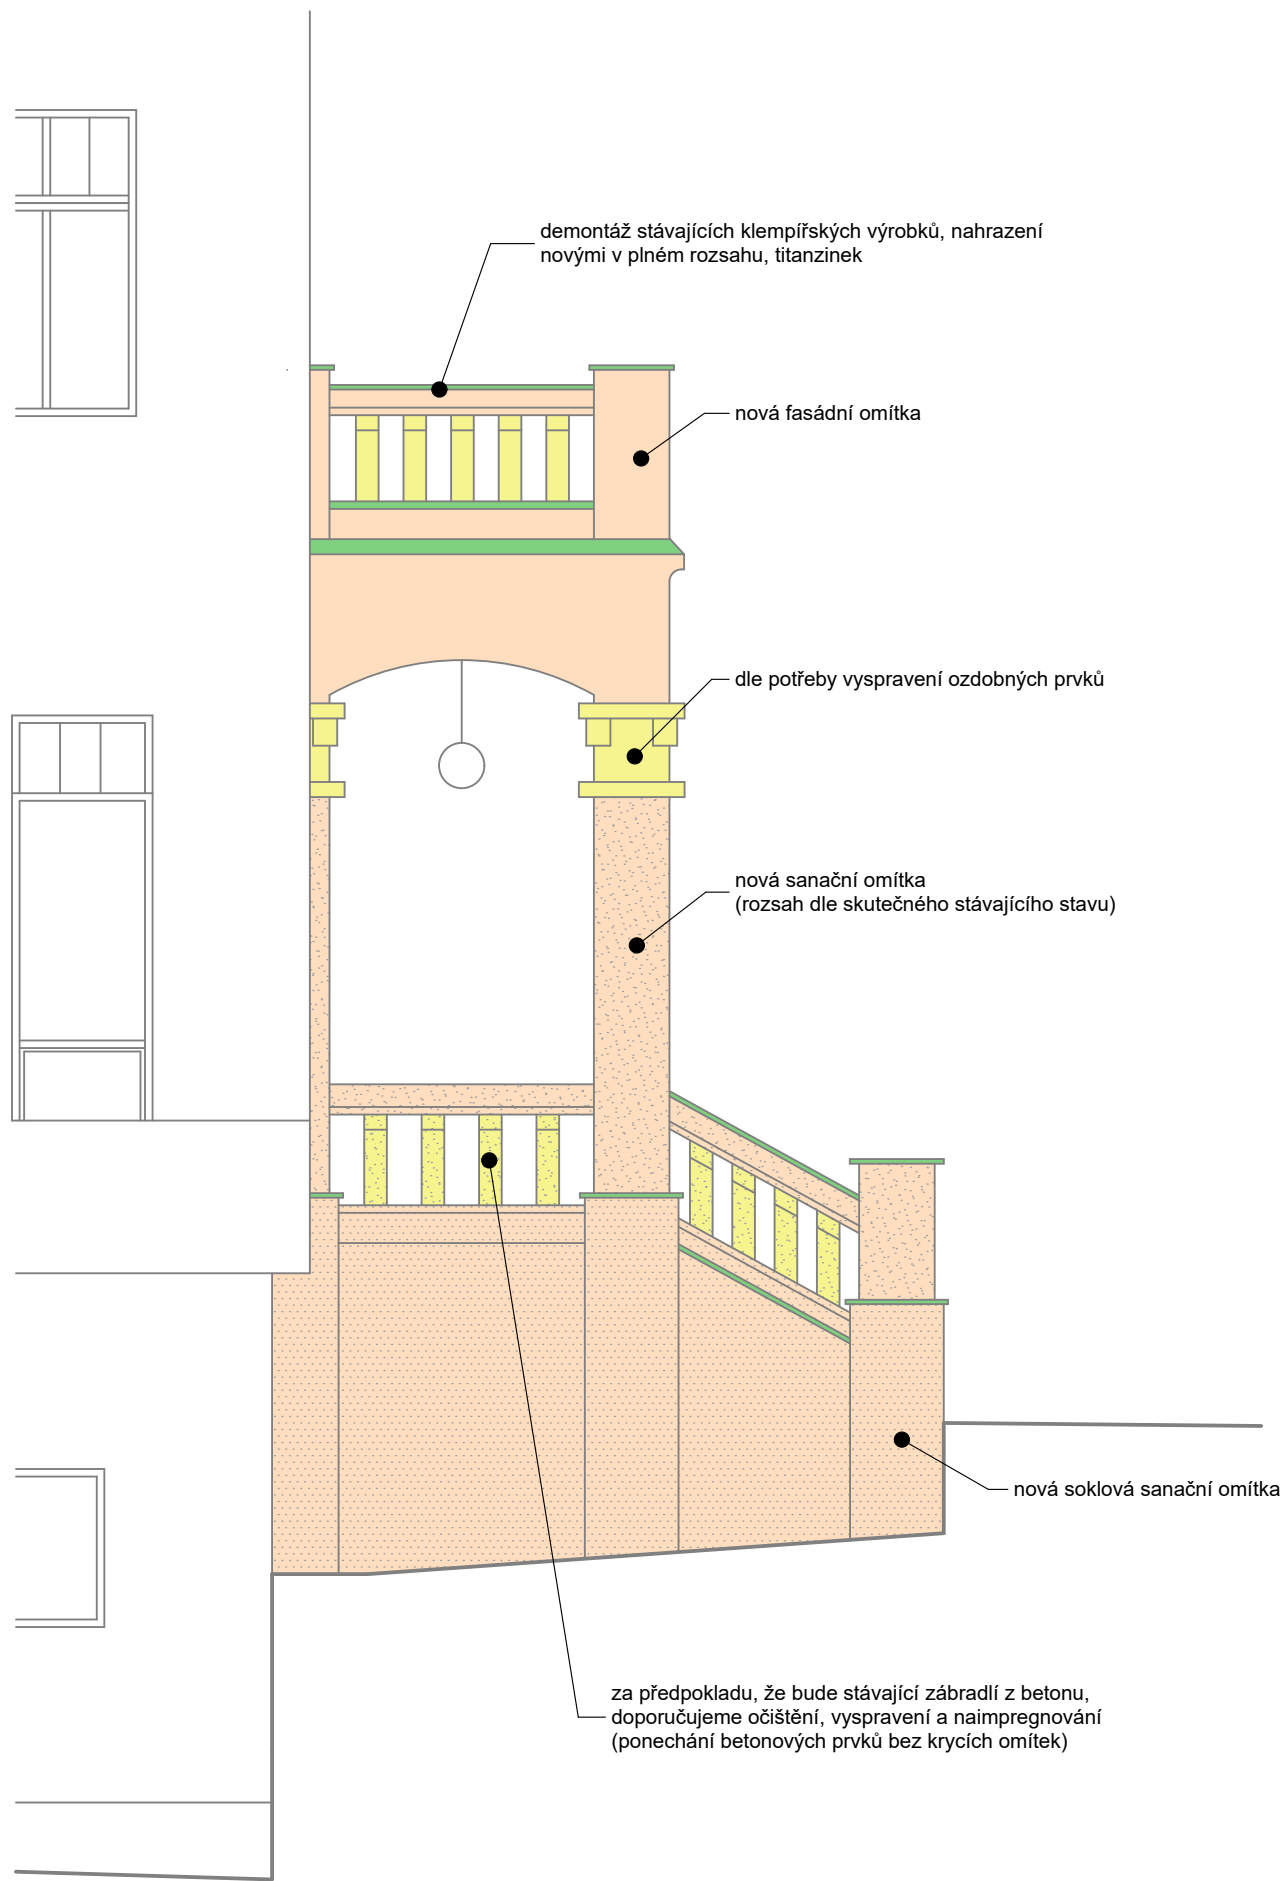 demontáž stávajících klempířských výrobků, nahrazení
novými v plném rozsahu, titanzinek
nová fasádní omítka
dle potřeby vyspravení ozdobných prvků
nová sanační omítka
(rozsah dle skutečného stávajícího stavu)
nová soklová sanační omítka
za předpokladu, že bude stávající zábradlí z betonu,
doporučujeme očištění, vyspravení a naimpregnování
(ponechání betonových prvků bez krycích omítek)